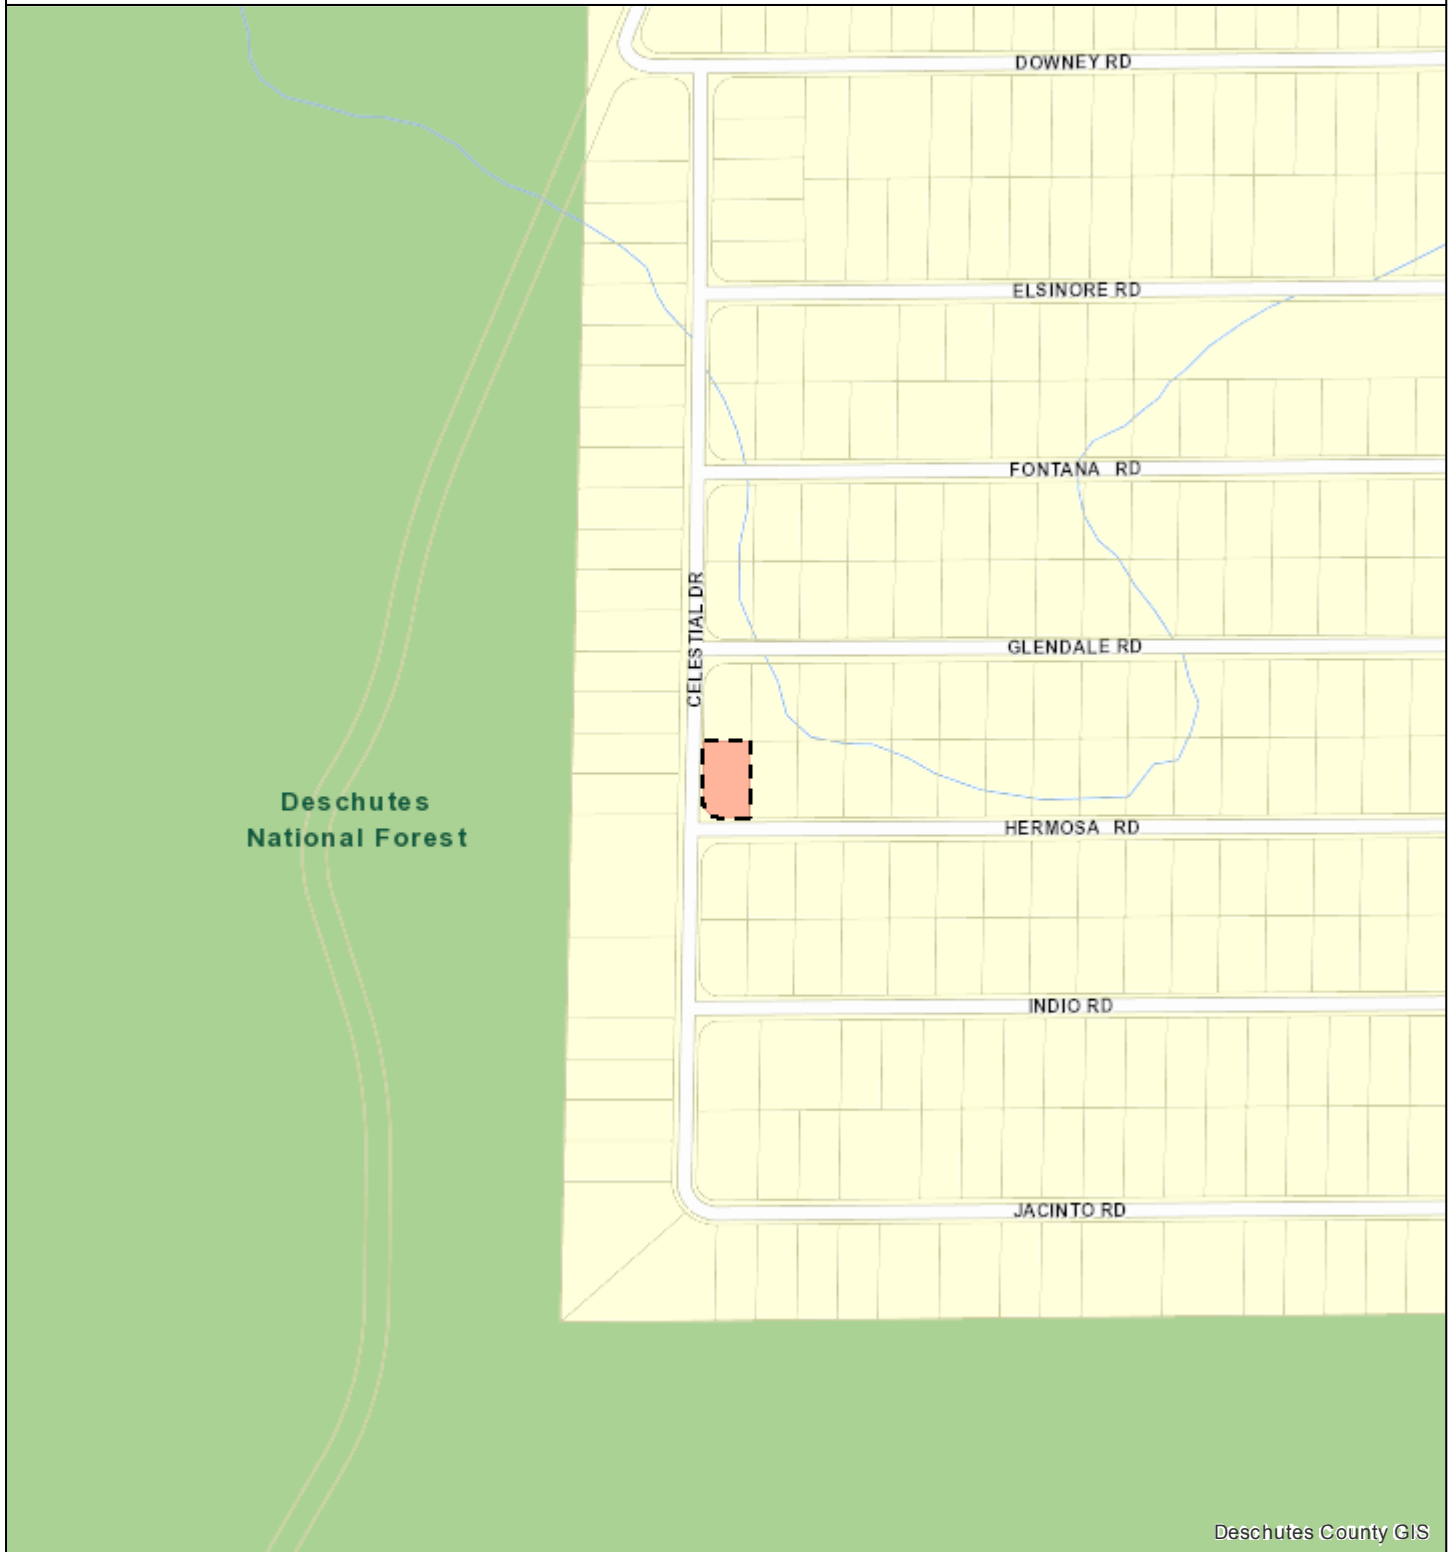 DOWNEY RD
ELSINORE RD
FONTANA RD
CELESTIAL DR
GLENDALE RD
Deschutes
National Forest
HERMOSA RD
INDIO RD
JACINTO RD
Deschutes County GIS